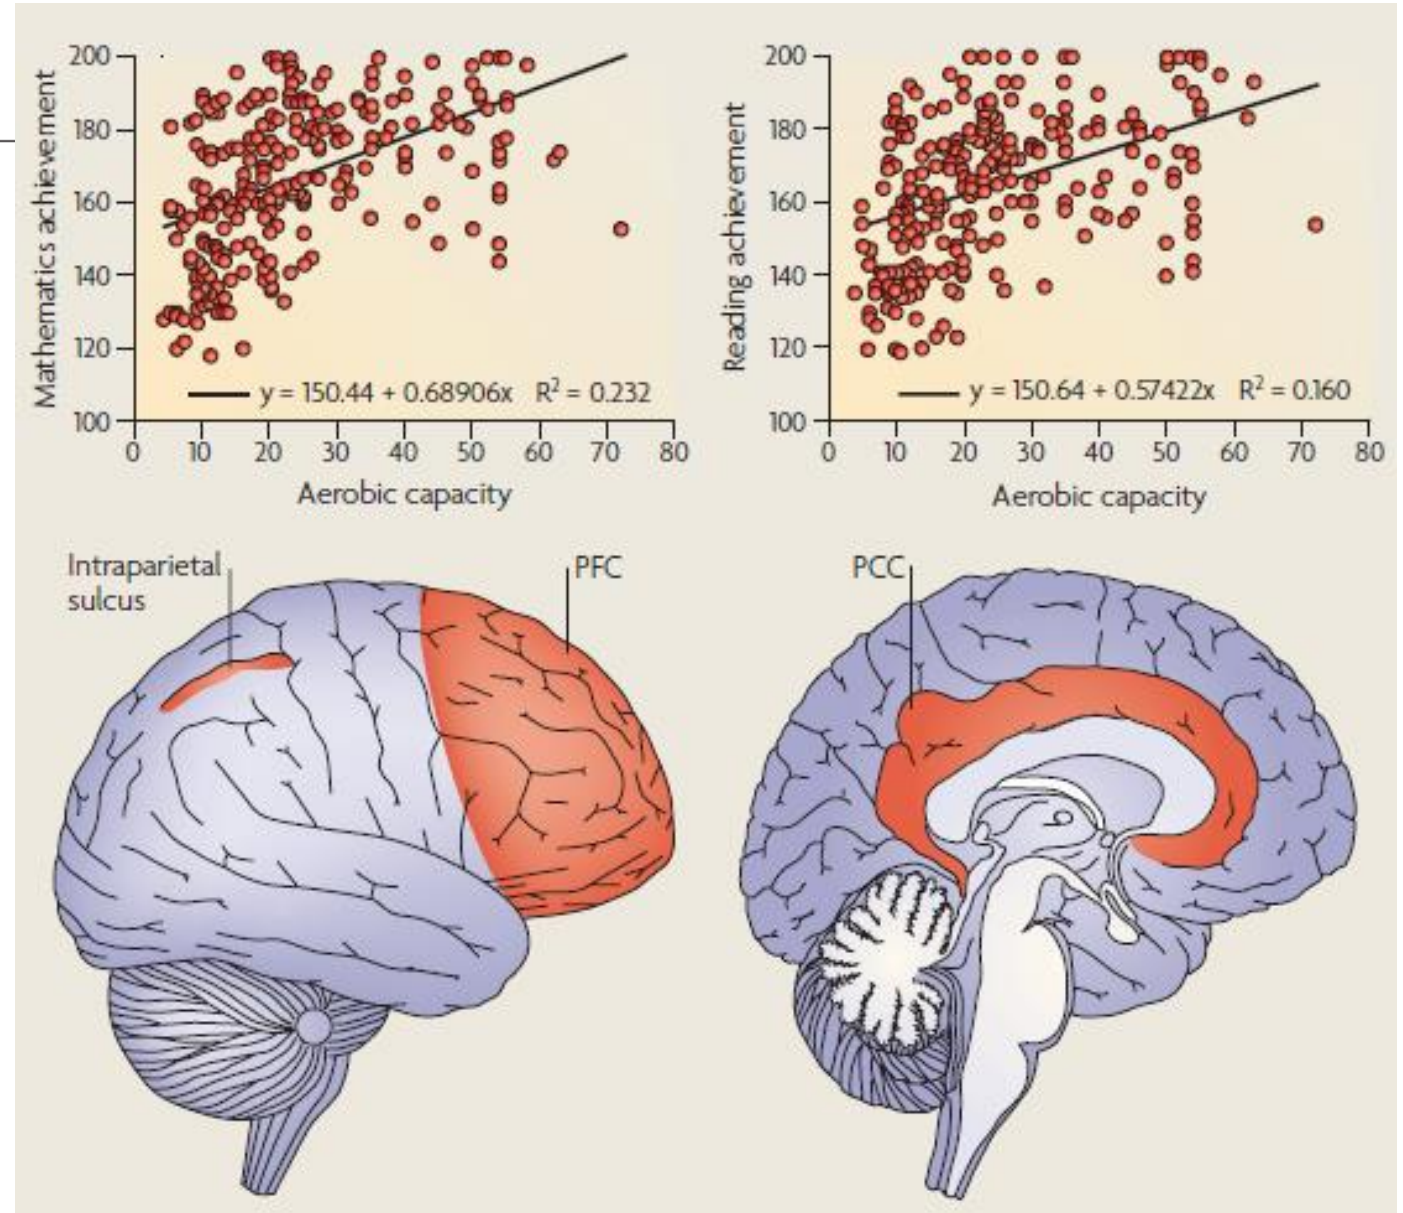 Mathematics achievement
200
180
160
140
120
100
y = 150.44 + 0.68906x R² = 0.232
0 10 20 30 40 50 60 70 80
Aerobic capacity
Reading achievement
200
180
160
140
120
100
y = 150.64 + 0.57422x R² = 0.160
0 10 20 30 40 50 60 70 80
Aerobic capacity
Intraparietal
sulcus
PFC
PCC